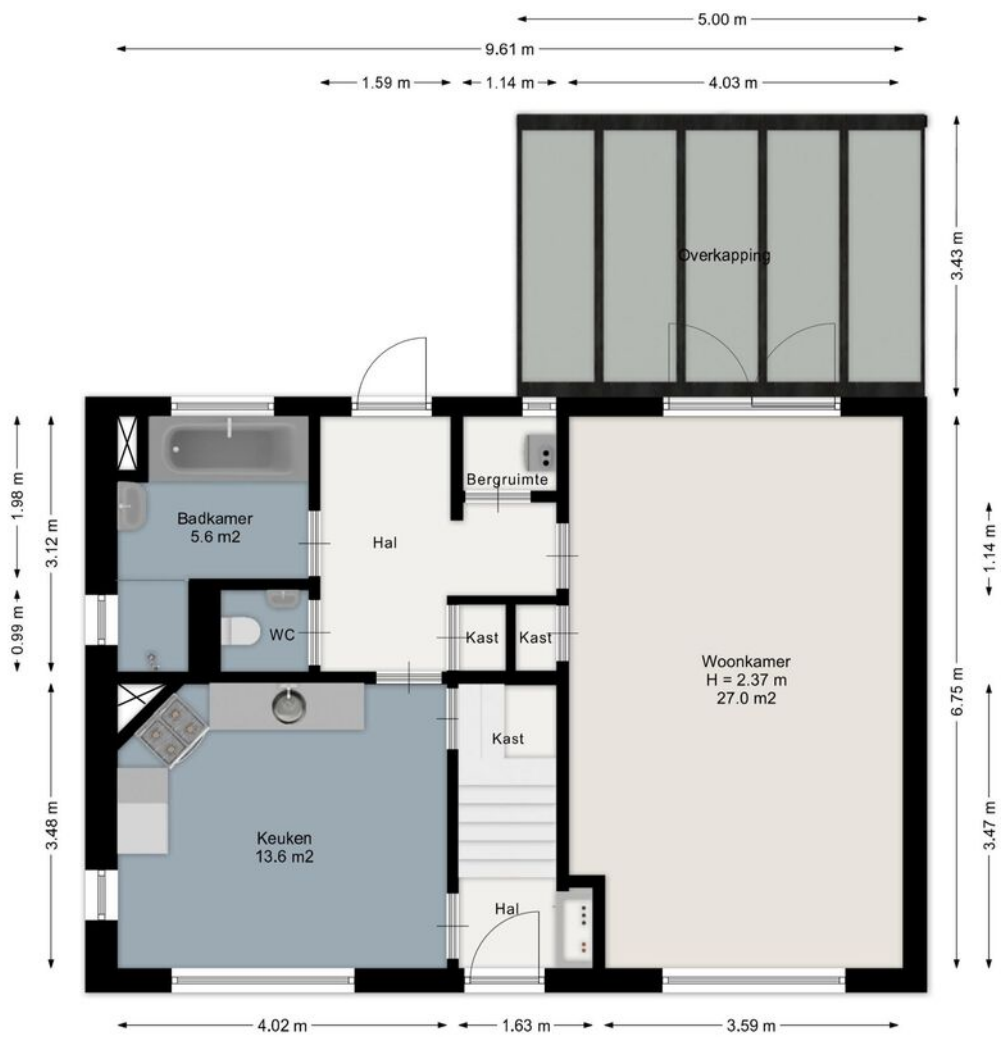 5.00 m
9.61 m
1.59 m
1.14 m
4.03 m
3.43 m
Overkapping
1.98 m
3.12 m
Badkamer
5.6 m2
Hal
Bergruimte
1.14 m
0.99 m
WC
Kast
Kast
Woonkamer
H = 2.37 m
27.0 m2
6.75 m
Kast
3.48 m
Keuken
13.6 m2
3.47 m
Hal
4.02 m
1.63 m
3.59 m